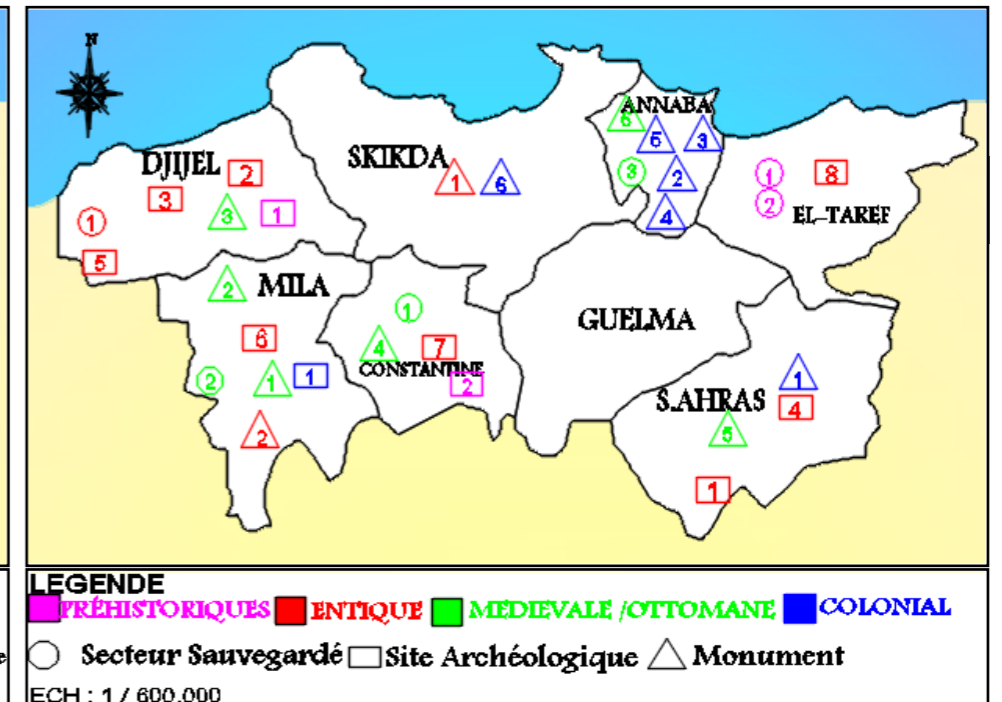 N
ANNABA
6
5
3
DJIJEL
SKIKDA
2
3
1
6
3
2
1
2
8
3
1
1
4
2
EL-TAREF
5
MILA
2
1
GUELMA
6
4
7
CONSTANTINE
2
1
1
2
1
S.AHRAS
4
2
5
1
LEGENDE
PRÉHISTORIQUES ENTIQUE MEDIEVALE /OTTOMANE COLONIAL
e Secteur Sauvegardé Site Archéologique Monument
ECH : 1 / 600.000